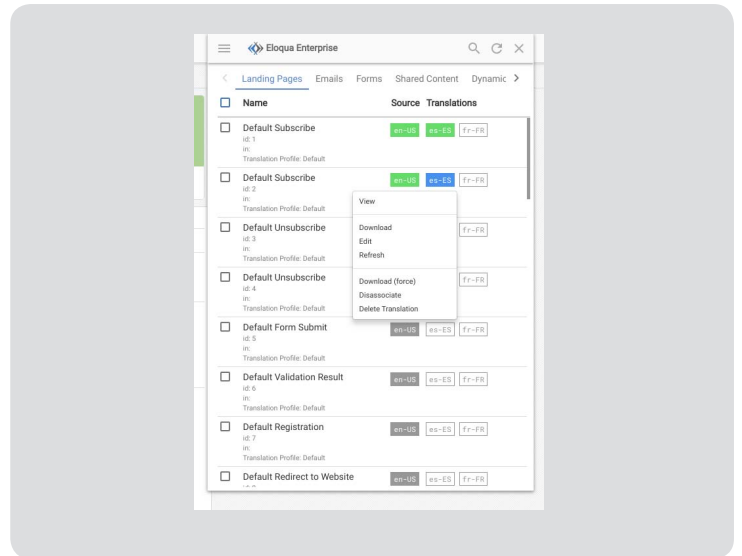 Eloqua Enterprise
Landing Pages Emails Forms Shared Content Dynamic
Name Source Translations
Default Subscribe en-US es-ES fr-FR
id: 1
in:
Translation Profile: Default
Default Subscribe en-US es-ES fr-FR
id: 2
in:
Translation Profile: Default
View
Download
Edit
Refresh
Download (force)
Disassociate
Delete Translation
Default Unsubscribe fr-FR
id: 3
in:
Translation Profile: Default
Default Unsubscribe fr-FR
id: 4
in:
Translation Profile: Default
Default Form Submit en-US es-ES fr-FR
id: 5
in:
Translation Profile: Default
Default Validation Result en-US es-ES fr-FR
id: 6
in:
Translation Profile: Default
Default Registration en-US es-ES fr-FR
id: 7
in:
Translation Profile: Default
Default Redirect to Website en-US es-ES fr-FR